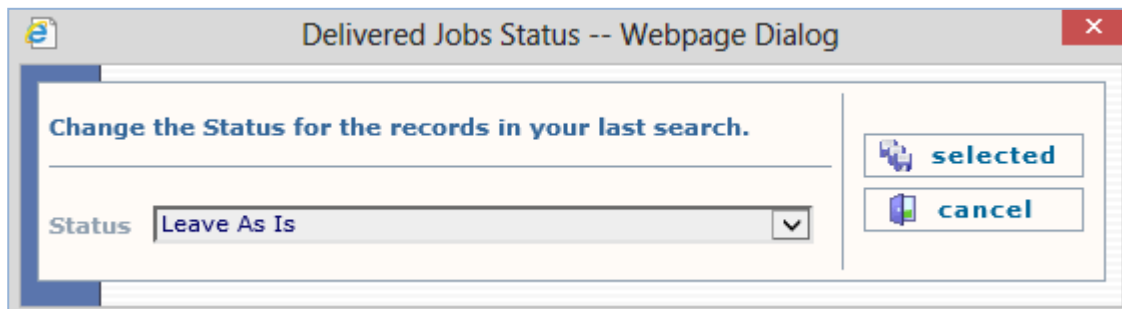 Delivered Jobs Status -- Webpage Dialog
Change the Status for the records in your last search.
selected
cancel
Status Leave As Is